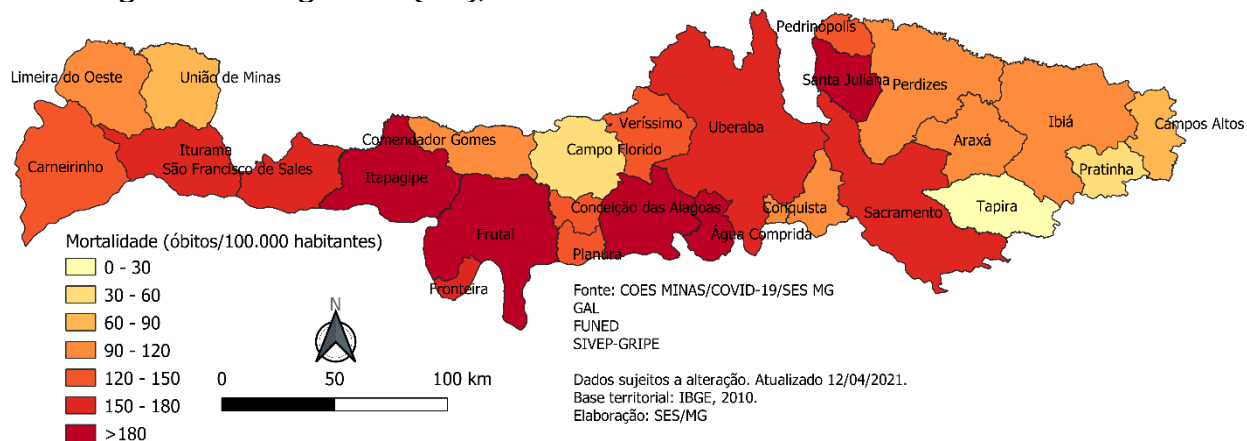 Pedrinópolis
Limeira do Oeste
União de Minas
Santa Juliana
Perdizes
Carneirinho
Iturama
São Francisco de Sales
Comendador Gomes
Itapagipe
Campo Florido
Veríssimo
Uberaba
Araxá
Ibiá
Campos Altos
Pratinha
Tapira
Sacramento
Conquista
Água Comprida
Conceição das Alagoas
Planura
Frutal
Fronteira
Mortalidade (óbitos/100.000 habitantes)
0 - 30
30 - 60
60 - 90
90 - 120
120 - 150
150 - 180
>180
N
0 50 100 km
Fonte: COES MINAS/COVID-19/SES MG
GAL
FUNED
SIVEP-GRIPE
Dados sujeitos a alteração. Atualizado 12/04/2021.
Base territorial: IBGE, 2010.
Elaboração: SES/MG